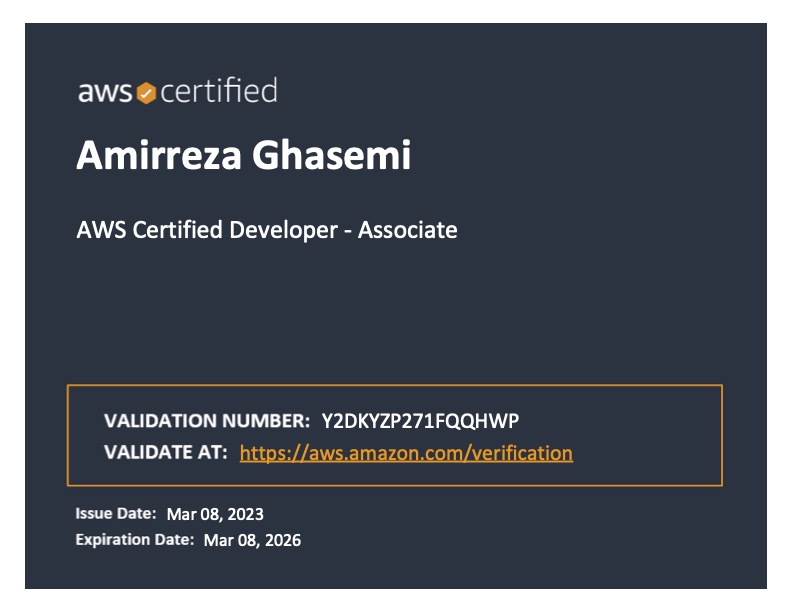 aws certified
Amirreza Ghasemi
AWS Certified Developer - Associate
VALIDATION NUMBER: Y2DKYZP271FQQHWP
VALIDATE AT: https://aws.amazon.com/verification
Issue Date: Mar 08, 2023
Expiration Date: Mar 08, 2026